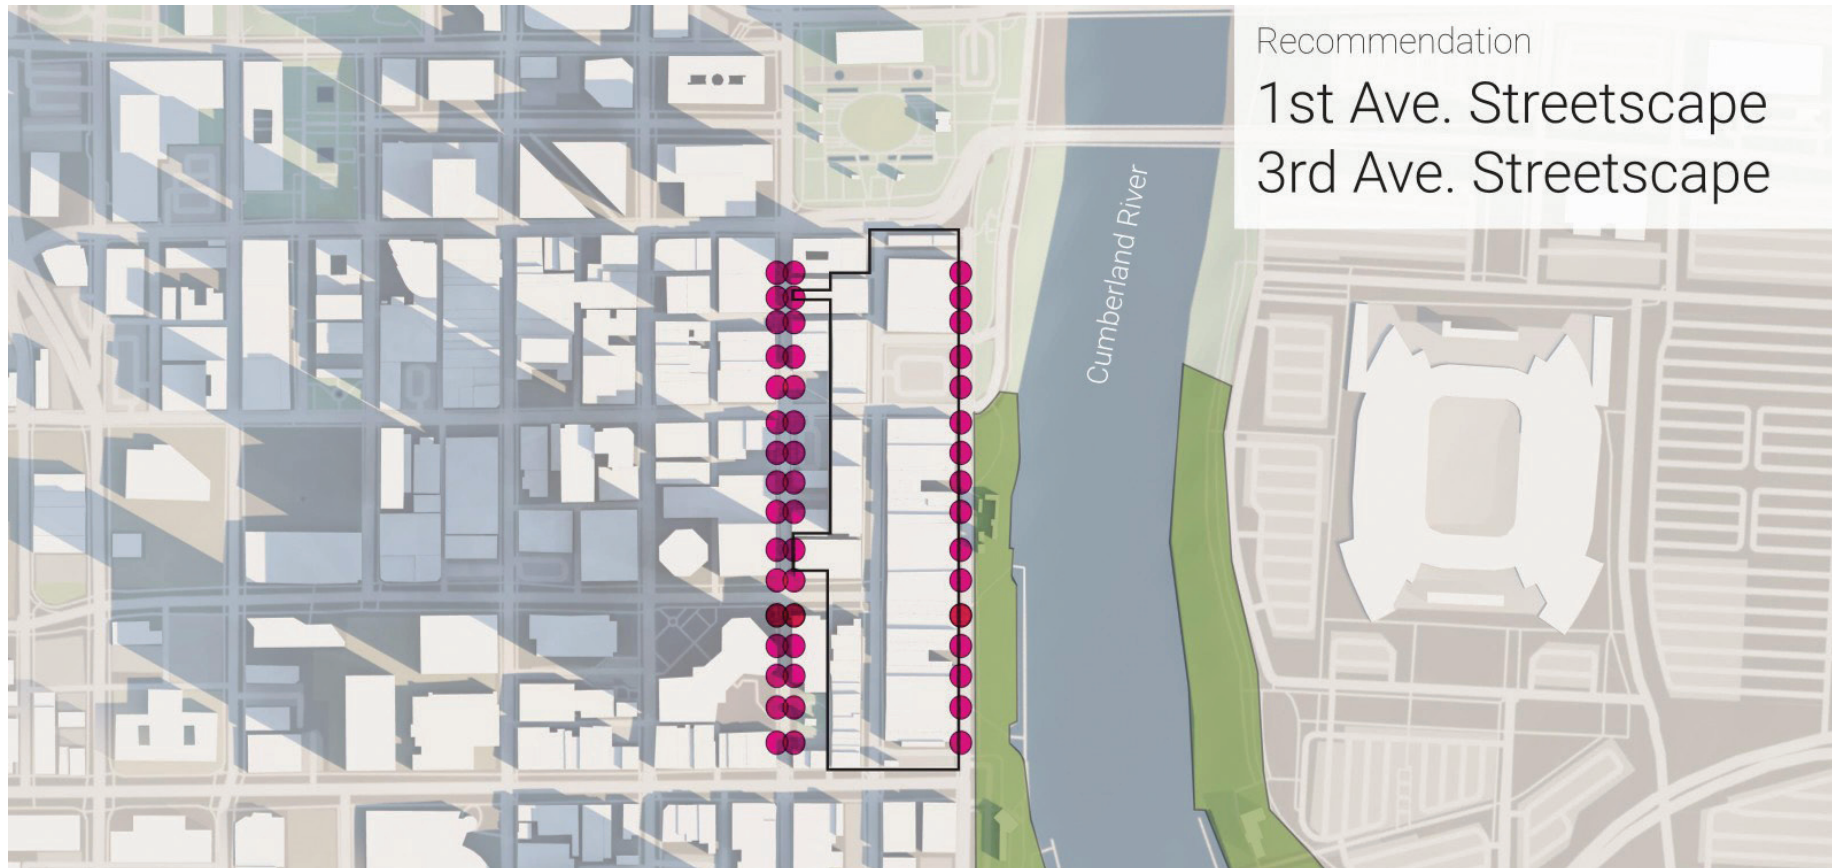 Recommendation
1st Ave. Streetscape
3rd Ave. Streetscape
Cumberland River